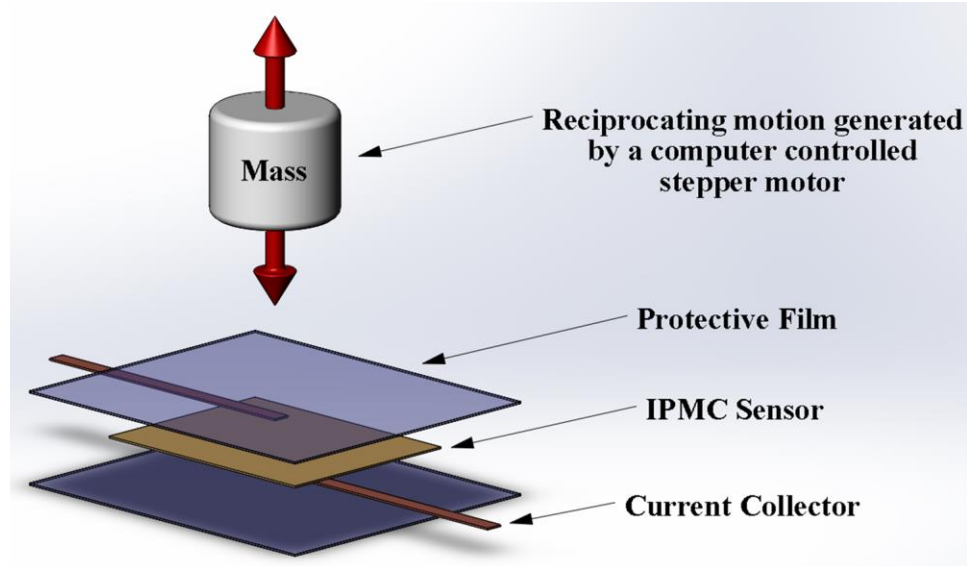 Mass
Reciprocating motion generated
by a computer controlled
stepper motor
Protective Film
IPMC Sensor
Current Collector